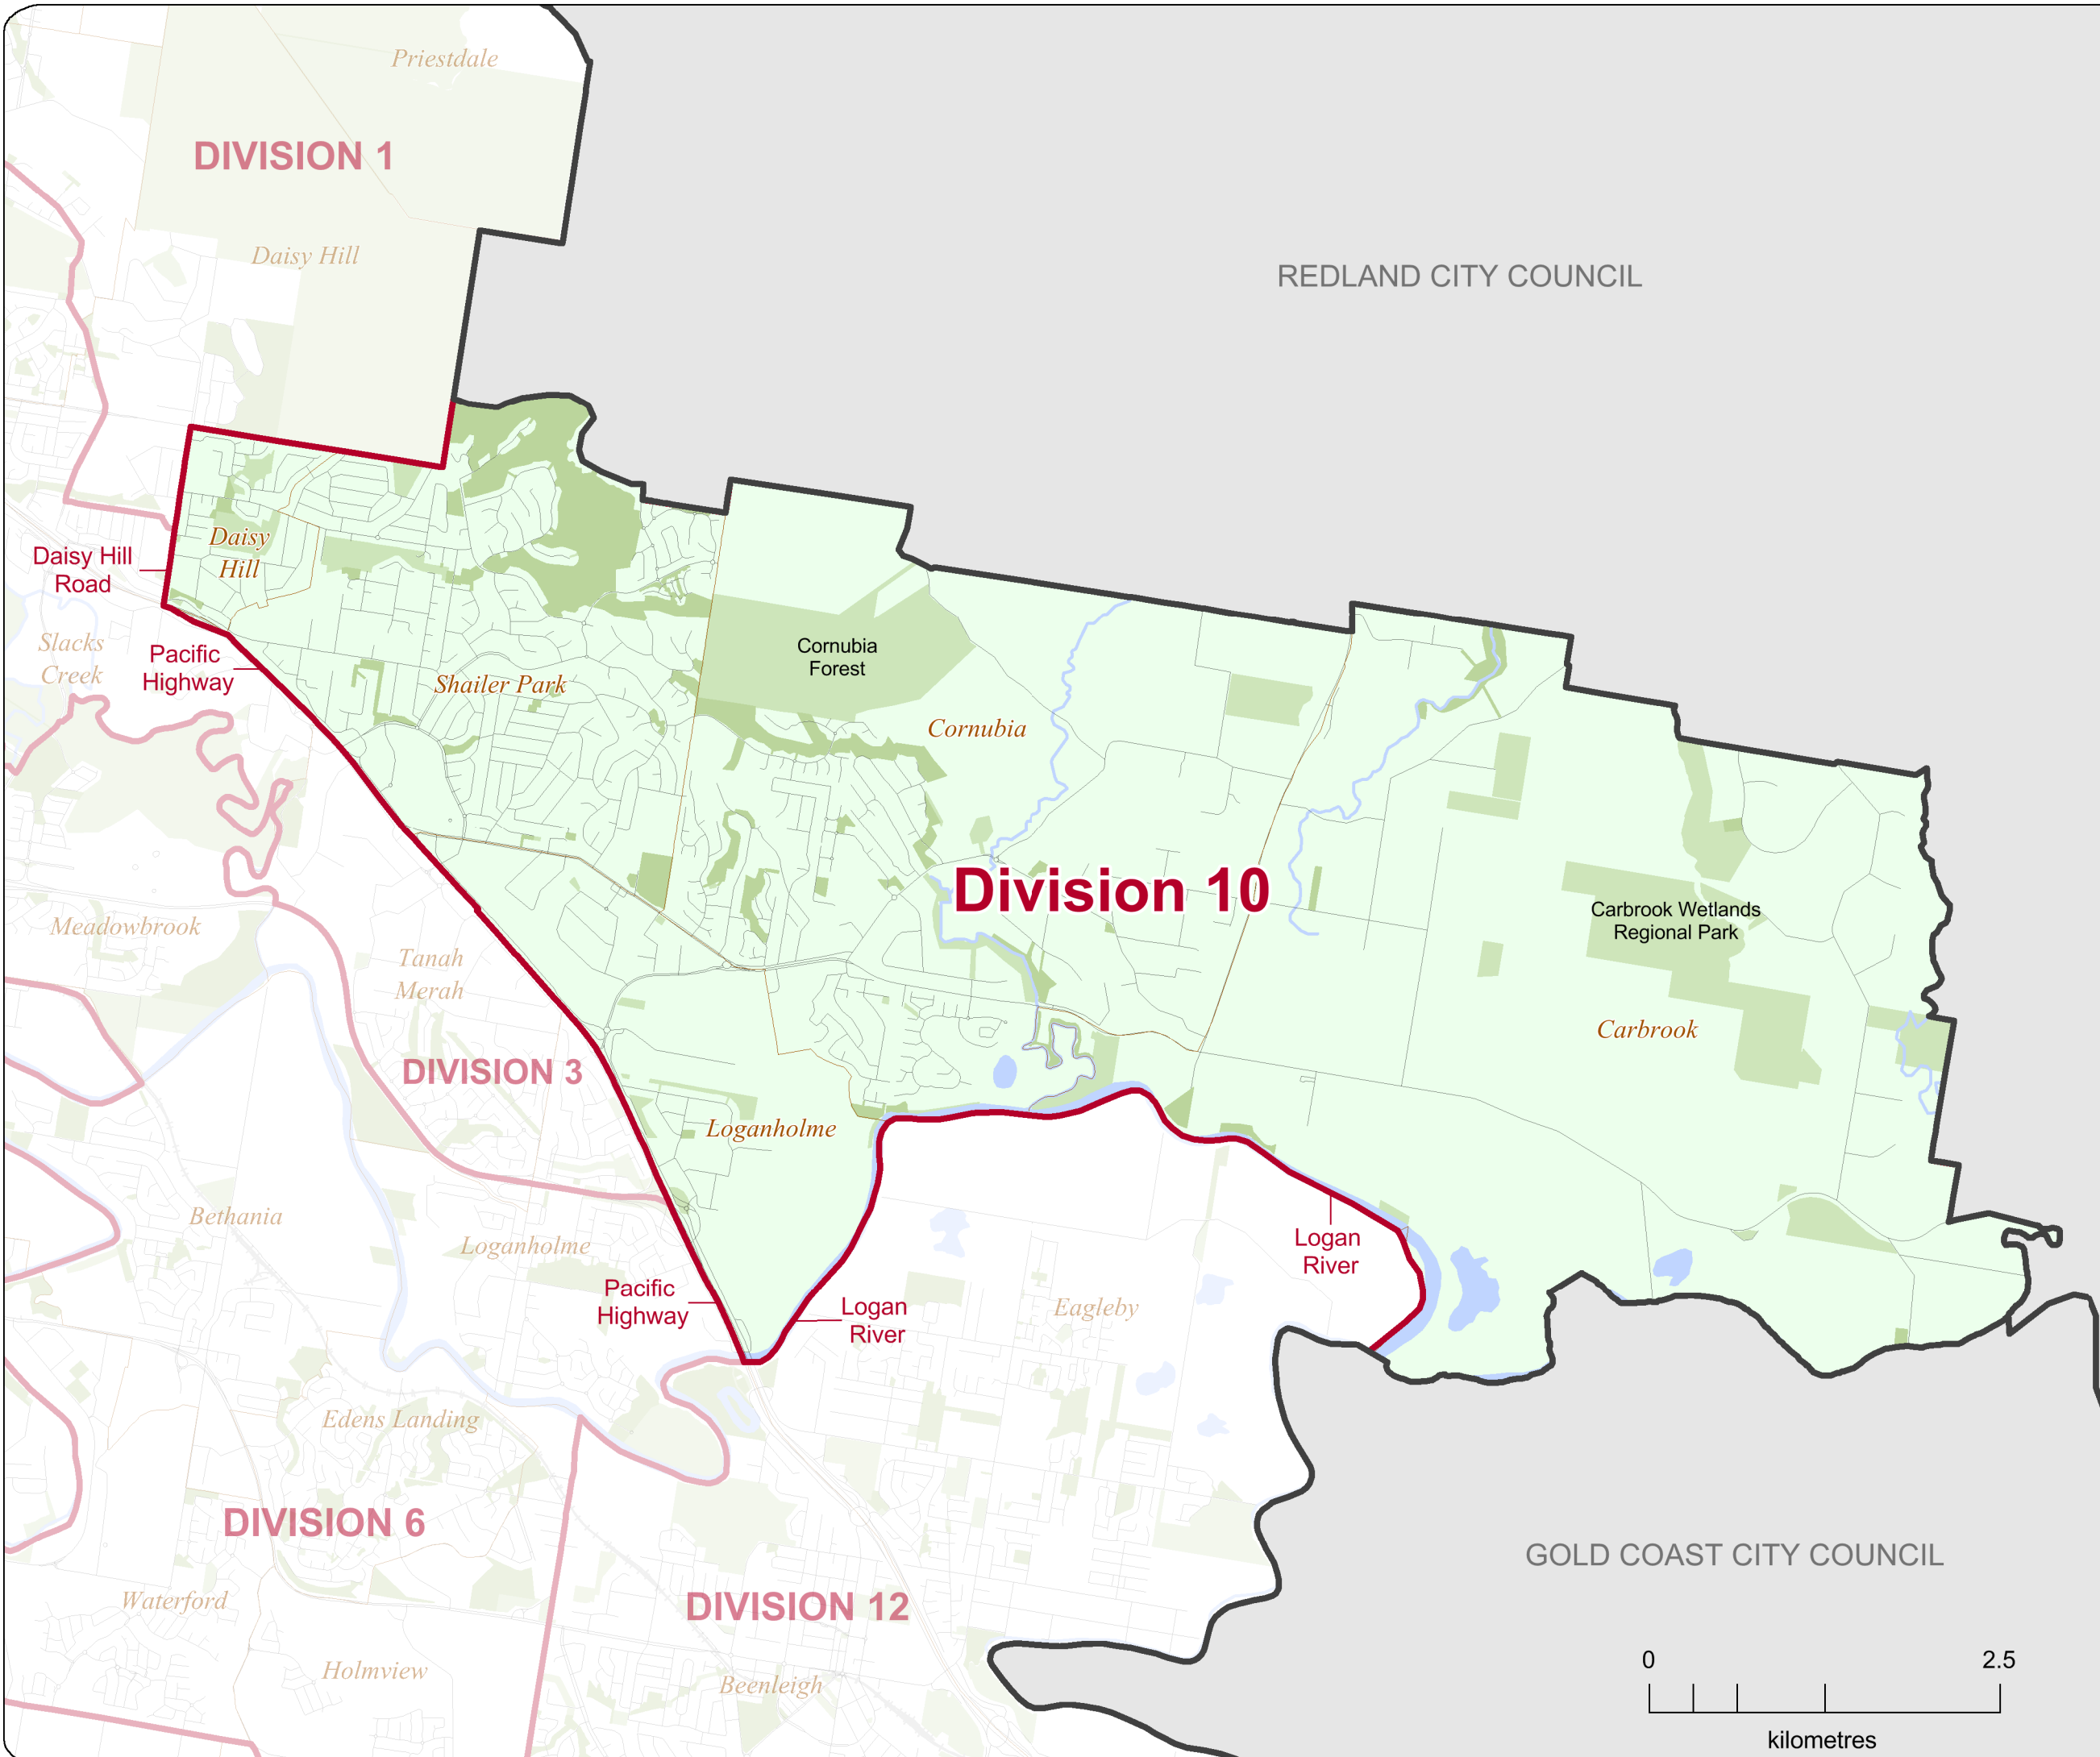 Priestdale
DIVISION 1
Daisy Hill
REDLAND CITY COUNCIL
Daisy
Hill
Daisy Hill
Road
Slacks
Creek
Pacific
Highway
Shailer Park
Cornubia
Forest
Cornubia
Division 10
Carbrook Wetlands
Regional Park
Meadowbrook
Tanah
Merah
Carbrook
DIVISION 3
Loganholme
Bethania
Loganholme
Logan
River
Pacific
Highway
Logan
River
Eagleby
Edens Landing
DIVISION 6
GOLD COAST CITY COUNCIL
Waterford
DIVISION 12
Holmview
Beenleigh
0 2.5
kilometres